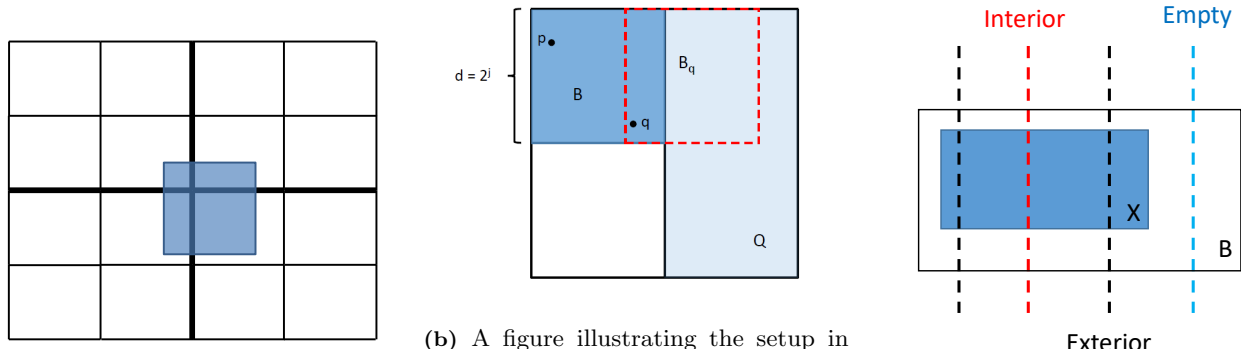 p
B
d = 2^j
q
B_q
Q
(b) A figure illustrating the setup in
Interior
Empty
X
B
Exterior